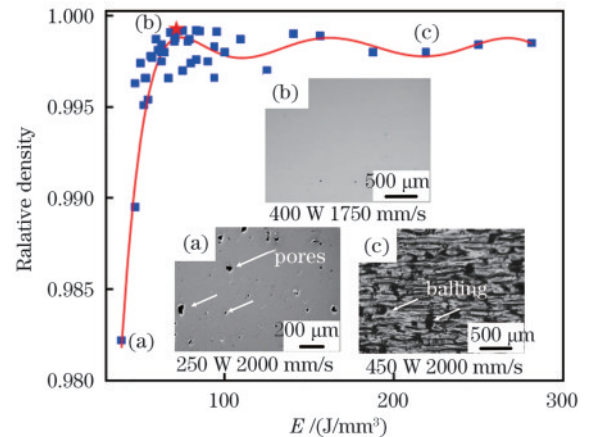 1.000
0.995
0.990
0.985
0.980
Ralative density
(b)
(c)
(b)
500 μm
400 W 1750 mm/s
(a)
pores
200 μm
250 W 2000 mm/s
(c)
balling
500 μm
450 W 2000 mm/s
(a)
100
200
300
E /(J/mm³)